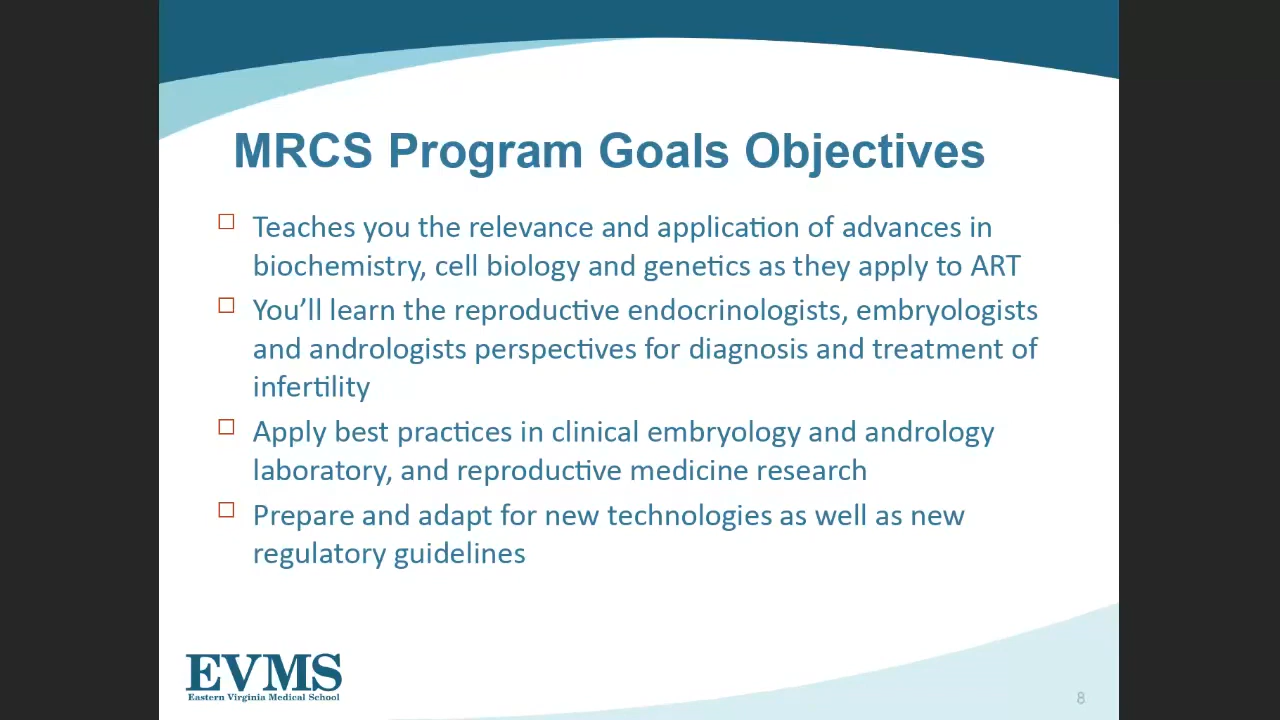 MRCS Program Goals Objectives
Teaches you the relevance and application of advances in
biochemistry, cell biology and genetics as they apply to ART
You’ll learn the reproductive endocrinologists, embryologists
and andrologists perspectives for diagnosis and treatment of
infertility
Apply best practices in clinical embryology and andrology
laboratory, and reproductive medicine research
Prepare and adapt for new technologies as well as new
regulatory guidelines
EVMS
Eastern Virginia Medical School
8